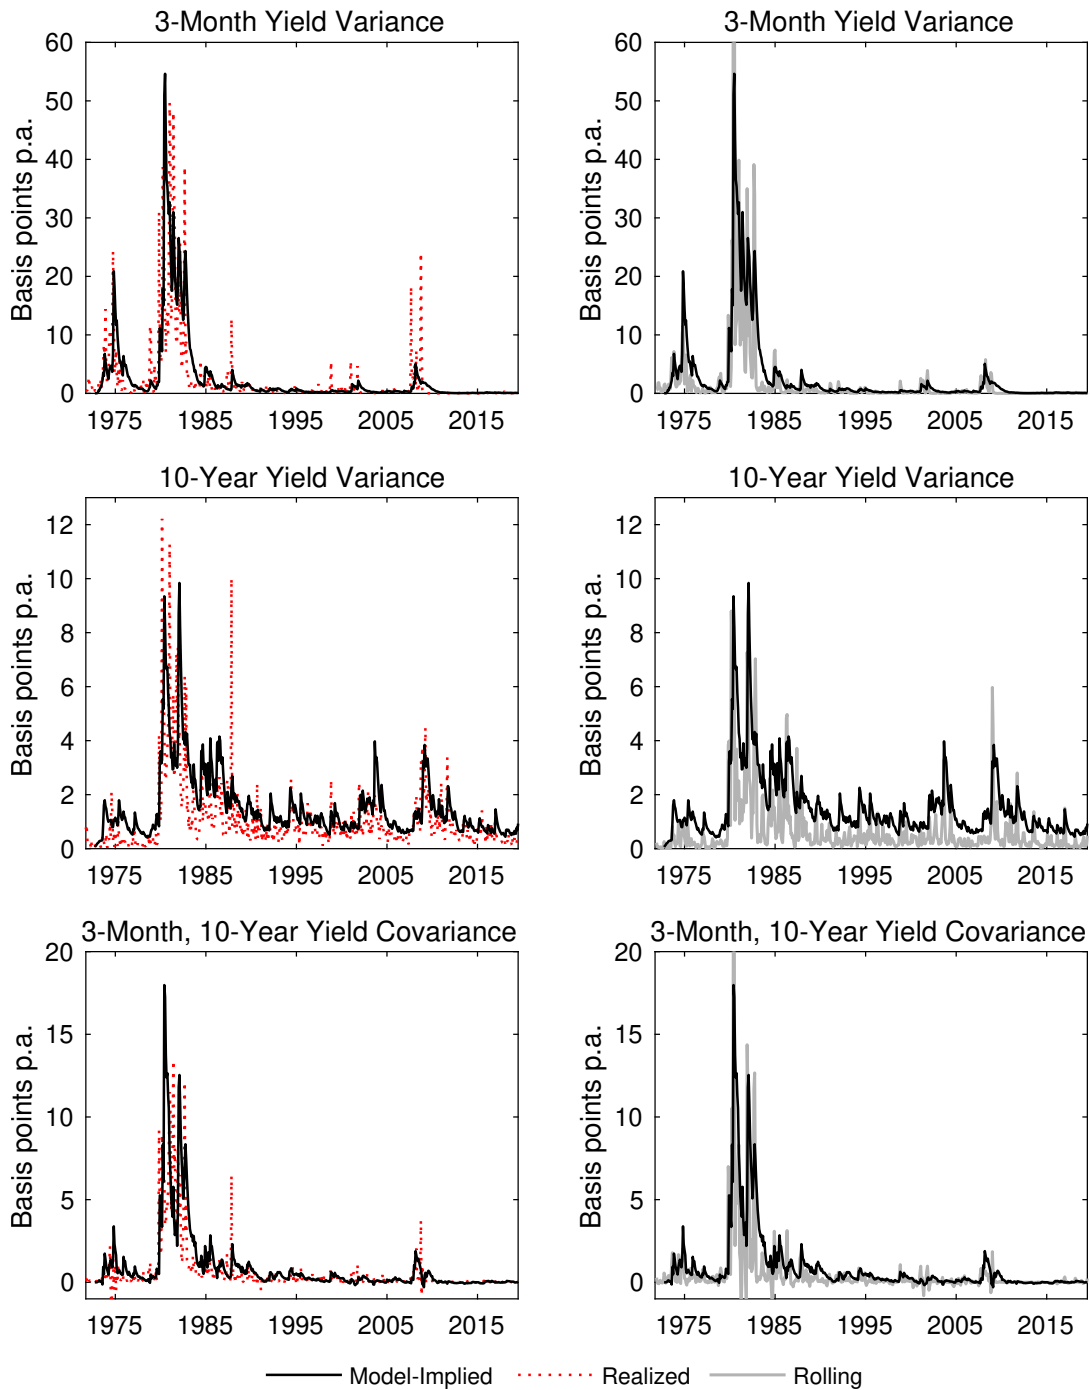 3-Month Yield Variance
Basis points p.a.
60
50
40
30
20
10
0
1975 1985 1995 2005 2015
3-Month Yield Variance
Basis points p.a.
60
50
40
30
20
10
0
1975 1985 1995 2005 2015
10-Year Yield Variance
Basis points p.a.
12
10
8
6
4
2
0
1975 1985 1995 2005 2015
10-Year Yield Variance
Basis points p.a.
12
10
8
6
4
2
0
1975 1985 1995 2005 2015
3-Month, 10-Year Yield Covariance
Basis points p.a.
20
15
10
5
0
1975 1985 1995 2005 2015
3-Month, 10-Year Yield Covariance
Basis points p.a.
20
15
10
5
0
1975 1985 1995 2005 2015
Model-Implied Realized Rolling